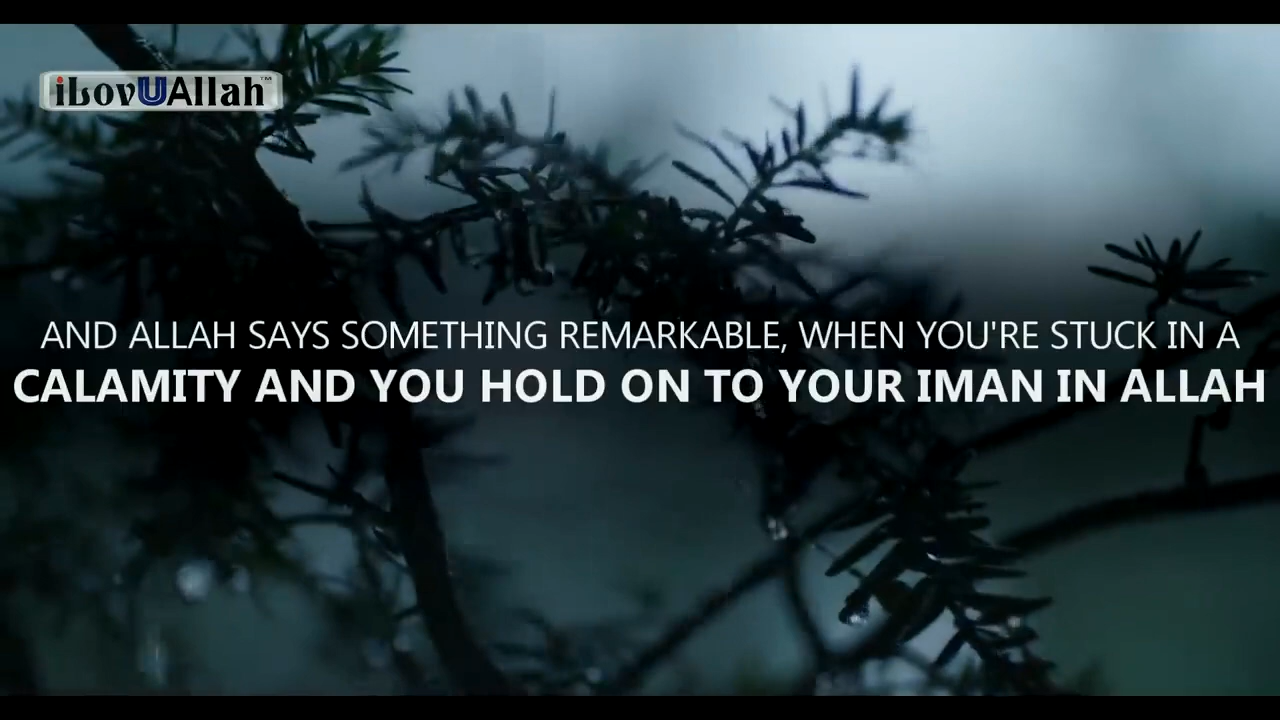 iLovUAllah™
AND ALLAH SAYS SOMETHING REMARKABLE, WHEN YOU'RE STUCK IN A
CALAMITY AND YOU HOLD ON TO YOUR IMAN IN ALLAH